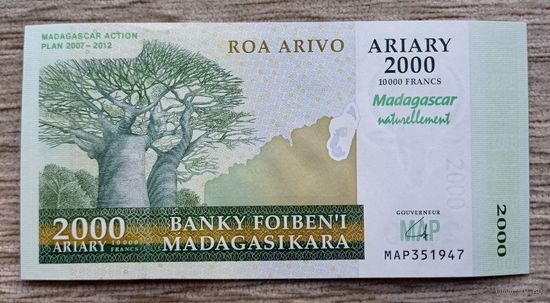 MADAGASCAR ACTION
PLAN 2007-2012
ROA ARIVO
ARIARY
2000
10000 FRANCS
Madagascar
naturellement
2000
ARIARY 10000 FRANCS
BANKY FOIBEN'I
MADAGASIKARA
GOUVERNEUR
MAP
MAP351947
2000
2000